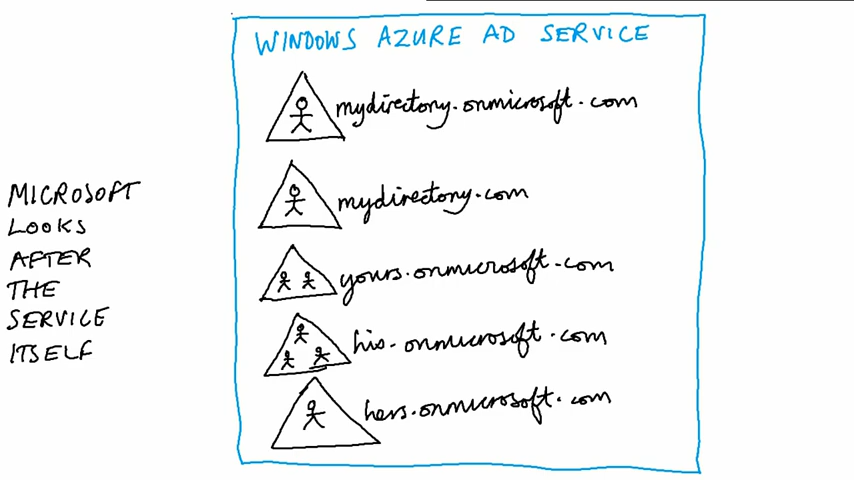 WINDOWS AZURE AD SERVICE
mydirectory.onmicrosoft.com
mydirectory.com
yours.onmicrosoft.com
his.onmicrosoft.com
hers.onmicrosoft.com
MICROSOFT
LOOKS
AFTER
THE
SERVICE
ITSELF